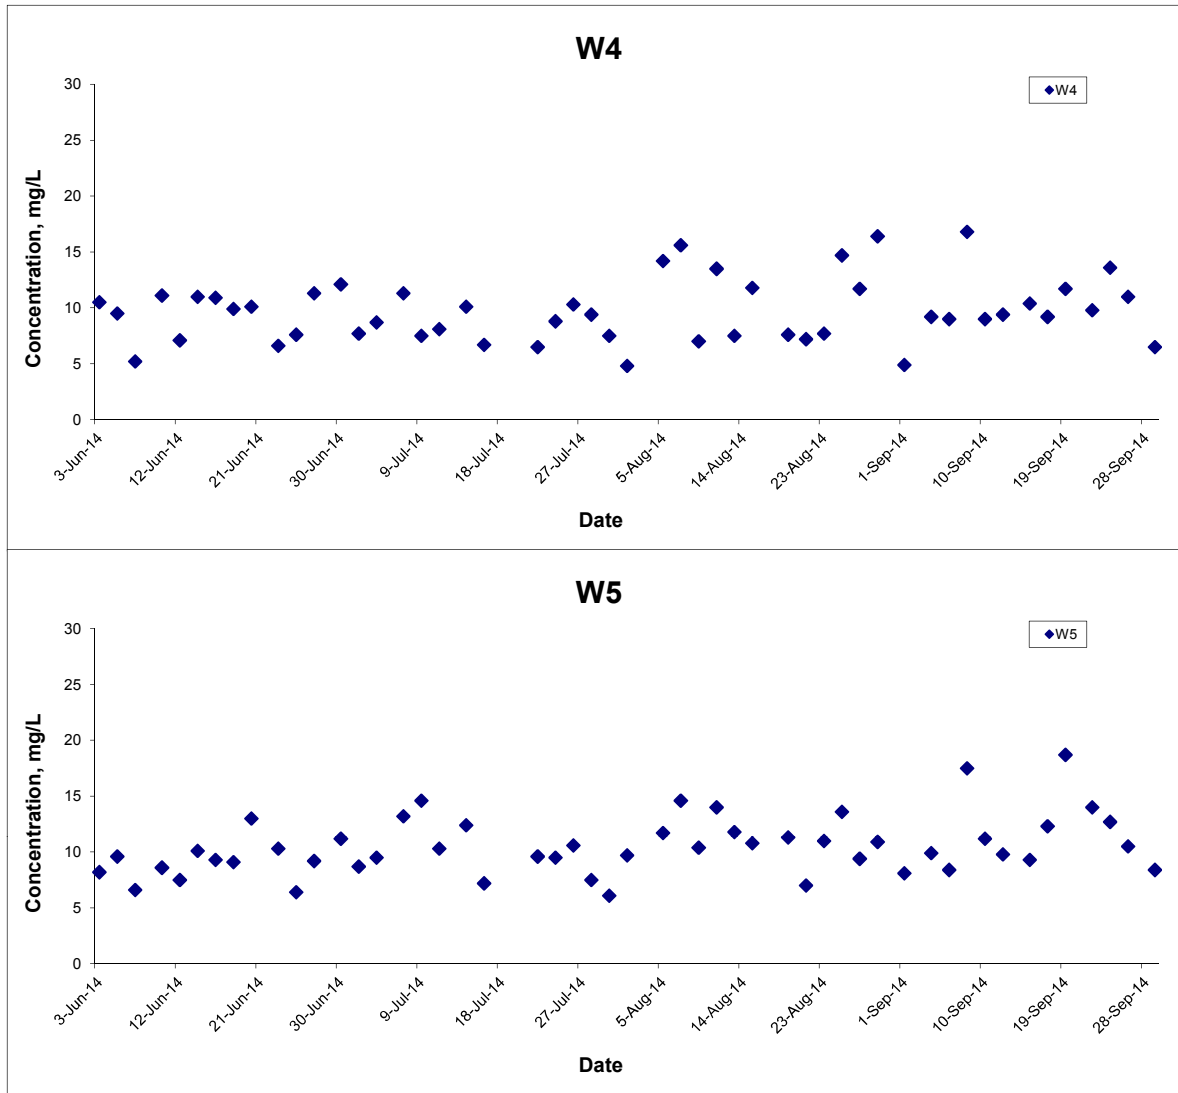 W4
W4
30
25
20
15
10
5
0
Concentration, mg/L
3-Jun-14
12-Jun-14
21-Jun-14
30-Jun-14
9-Jul-14
18-Jul-14
27-Jul-14
5-Aug-14
14-Aug-14
23-Aug-14
1-Sep-14
10-Sep-14
19-Sep-14
28-Sep-14
Date
W5
W5
30
25
20
15
10
5
0
Concentration, mg/L
3-Jun-14
12-Jun-14
21-Jun-14
30-Jun-14
9-Jul-14
18-Jul-14
27-Jul-14
5-Aug-14
14-Aug-14
23-Aug-14
1-Sep-14
10-Sep-14
19-Sep-14
28-Sep-14
Date